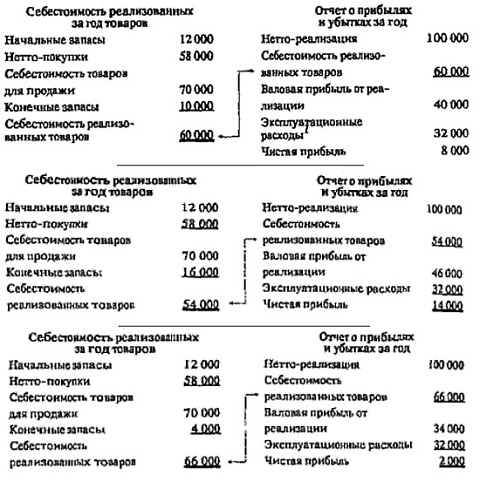 Себестоимость реализованных
за год товаров
Начальные запасы 12 000
Нетто-покупки 58 000
Себестоимость товаров
для продажи 70 000
Конечные запасы 10 000
Себестоимость реализо-
ванных товаров 60 000
Отчет о прибылях
и убытках за год
Нетто-реализация 100 000
Себестоимость реализо-
ванных товаров 60 000
Валовая прибыль от реа-
лизации 40 000
Эксплуатационные
расходы 32 000
Чистая прибыль 8 000
Себестоимость реализованных
за год товаров
Начальные запасы 12 000
Нетто-покупки 58 000
Себестоимость товаров
для продажи 70 000
Конечные запасы 16 000
Себестоимость
реализованных товаров 54 000
Отчет о прибылях
и убытках за год
Нетто-реализация 100 000
Себестоимость
реализованных товаров 54 000
Валовая прибыль от
реализации 46 000
Эксплуатационные расходы 32 000
Чистая прибыль 14 000
Себестоимость реализованных
за год товаров
Начальные запасы 12 000
Нетто-покупки 58 000
Себестоимость товаров
для продажи 70 000
Конечные запасы 4 000
Себестоимость
реализованных товаров 66 000
Отчет о прибылях
и убытках за год
Нетто-реализация 100 000
Себестоимость
реализованных товаров 66 000
Валовая прибыль от
реализации 34 000
Эксплуатационные расходы 32 000
Чистая прибыль 2 000